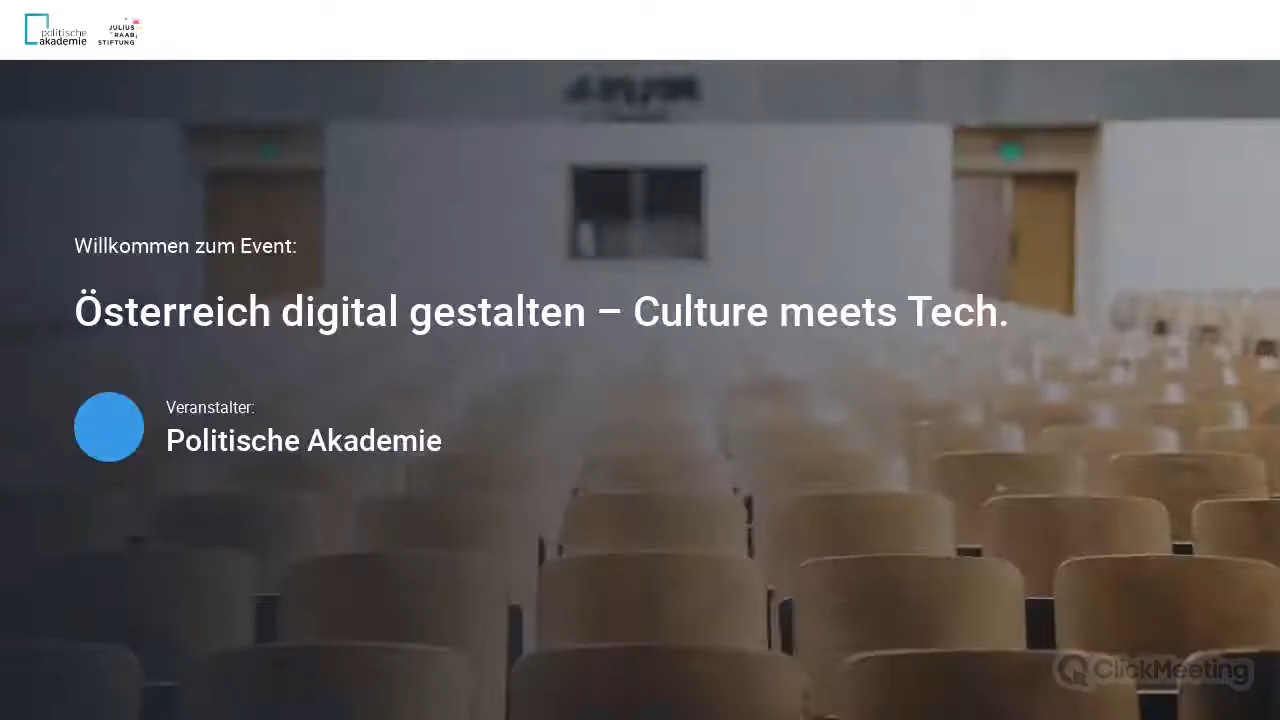 politische
akademie
JULIUS
RAAB
STIFTUNG
Willkommen zum Event:
Österreich digital gestalten – Culture meets Tech.
Veranstalter:
Politische Akademie
ClickMeeting